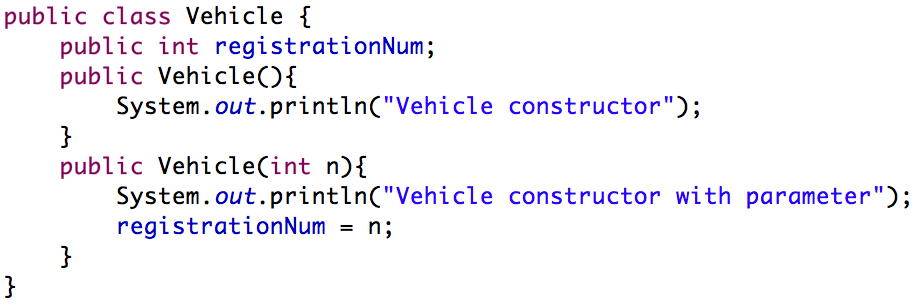 public class Vehicle {
    public int registrationNum;
    public Vehicle(){
        System.out.println("Vehicle constructor");
    }
    public Vehicle(int n){
        System.out.println("Vehicle constructor with parameter");
        registrationNum = n;
    }
}